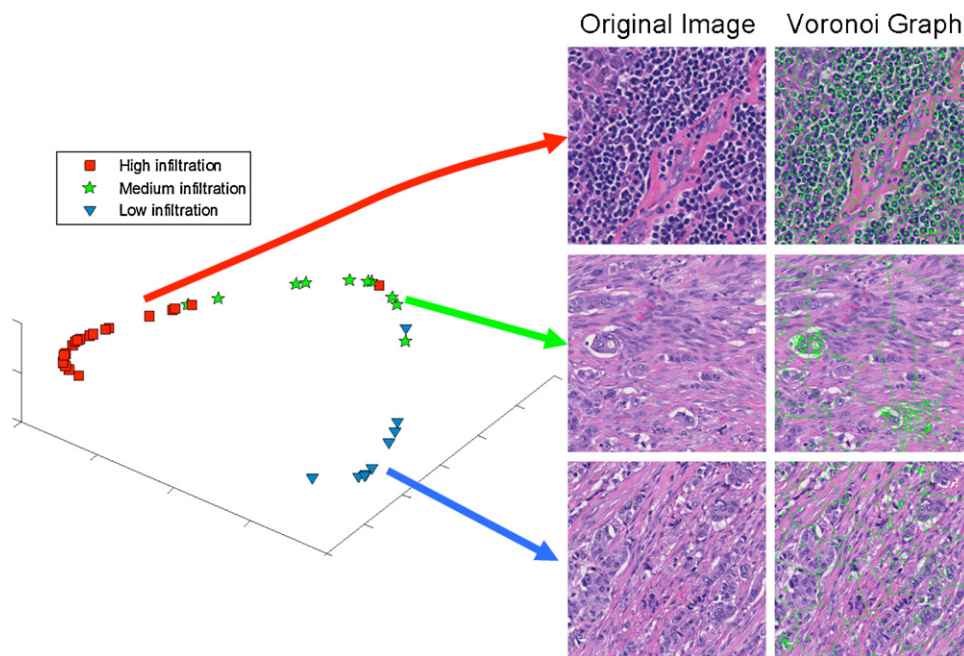 Original Image
Voronoi Graph
High infiltration
Medium infiltration
Low infiltration